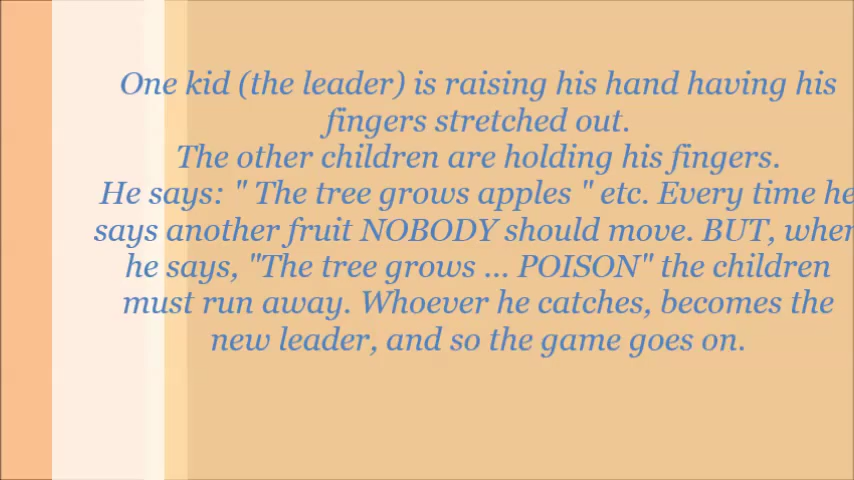 One kid (the leader) is raising his hand having his
fingers stretched out.
The other children are holding his fingers.
He says: " The tree grows apples " etc. Every time he
says another fruit NOBODY should move. BUT, when
he says, "The tree grows ... POISON" the children
must run away. Whoever he catches, becomes the
new leader, and so the game goes on.